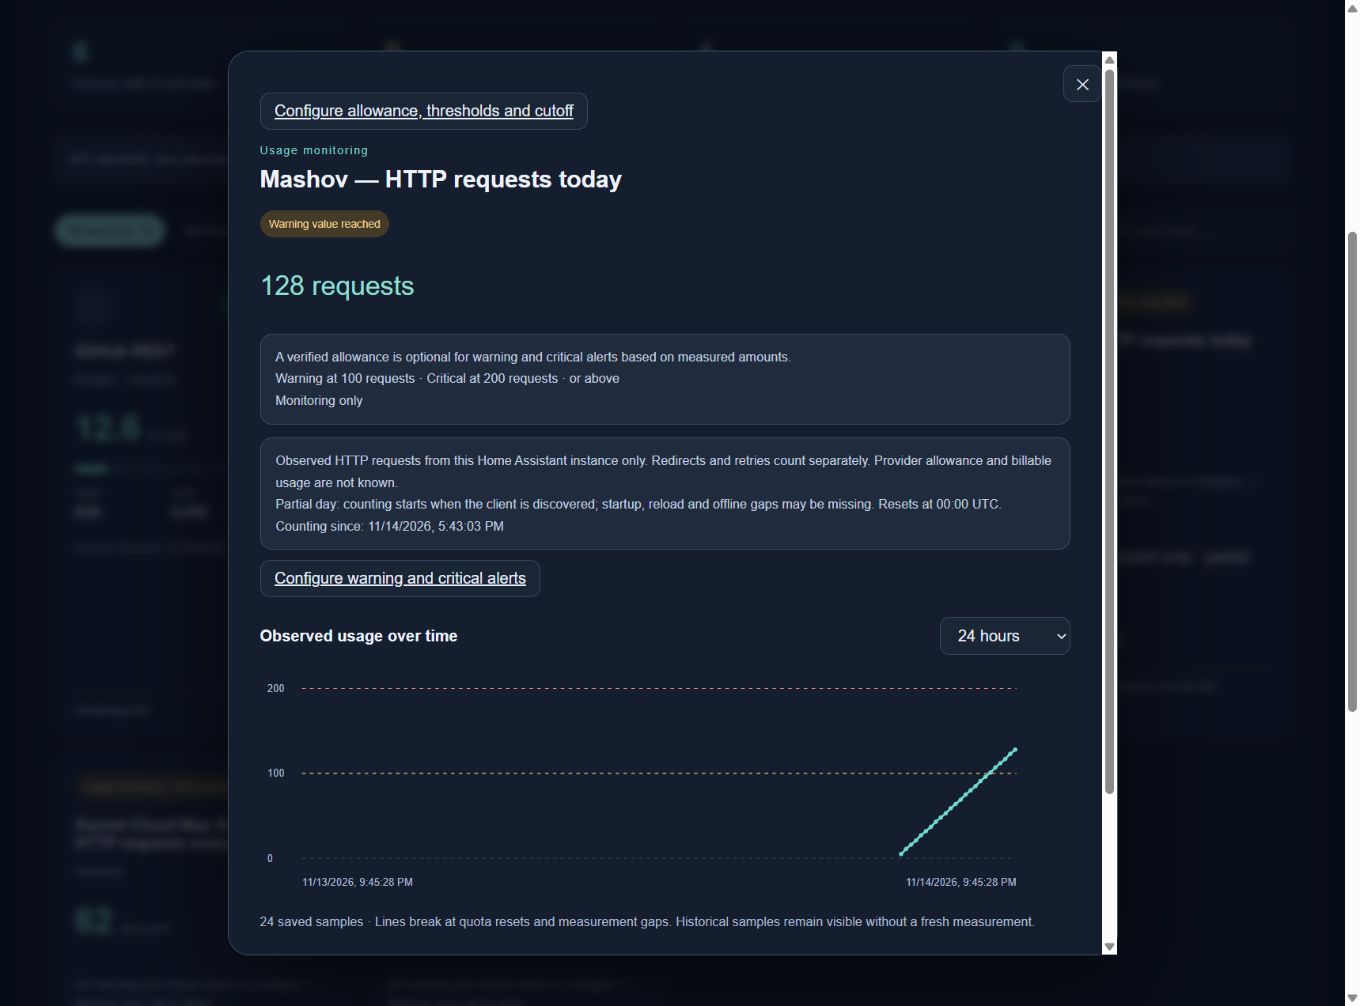 Configure allowance, thresholds and cutoff
Usage monitoring
Mashov — HTTP requests today
Warning value reached
128 requests
A verified allowance is optional for warning and critical alerts based on measured amounts.
Warning at 100 requests · Critical at 200 requests · or above
Monitoring only
Observed HTTP requests from this Home Assistant instance only. Redirects and retries count separately. Provider allowance and billable
usage are not known.
Partial day: counting starts when the client is discovered; startup, reload and offline gaps may be missing. Resets at 00:00 UTC.
Counting since: 11/14/2026, 5:43:03 PM
Configure warning and critical alerts
Observed usage over time
24 hours
200
100
0
11/13/2026, 9:45:28 PM
11/14/2026, 9:45:28 PM
24 saved samples · Lines break at quota resets and measurement gaps. Historical samples remain visible without a fresh measurement.
GitHub REST
12.6
62